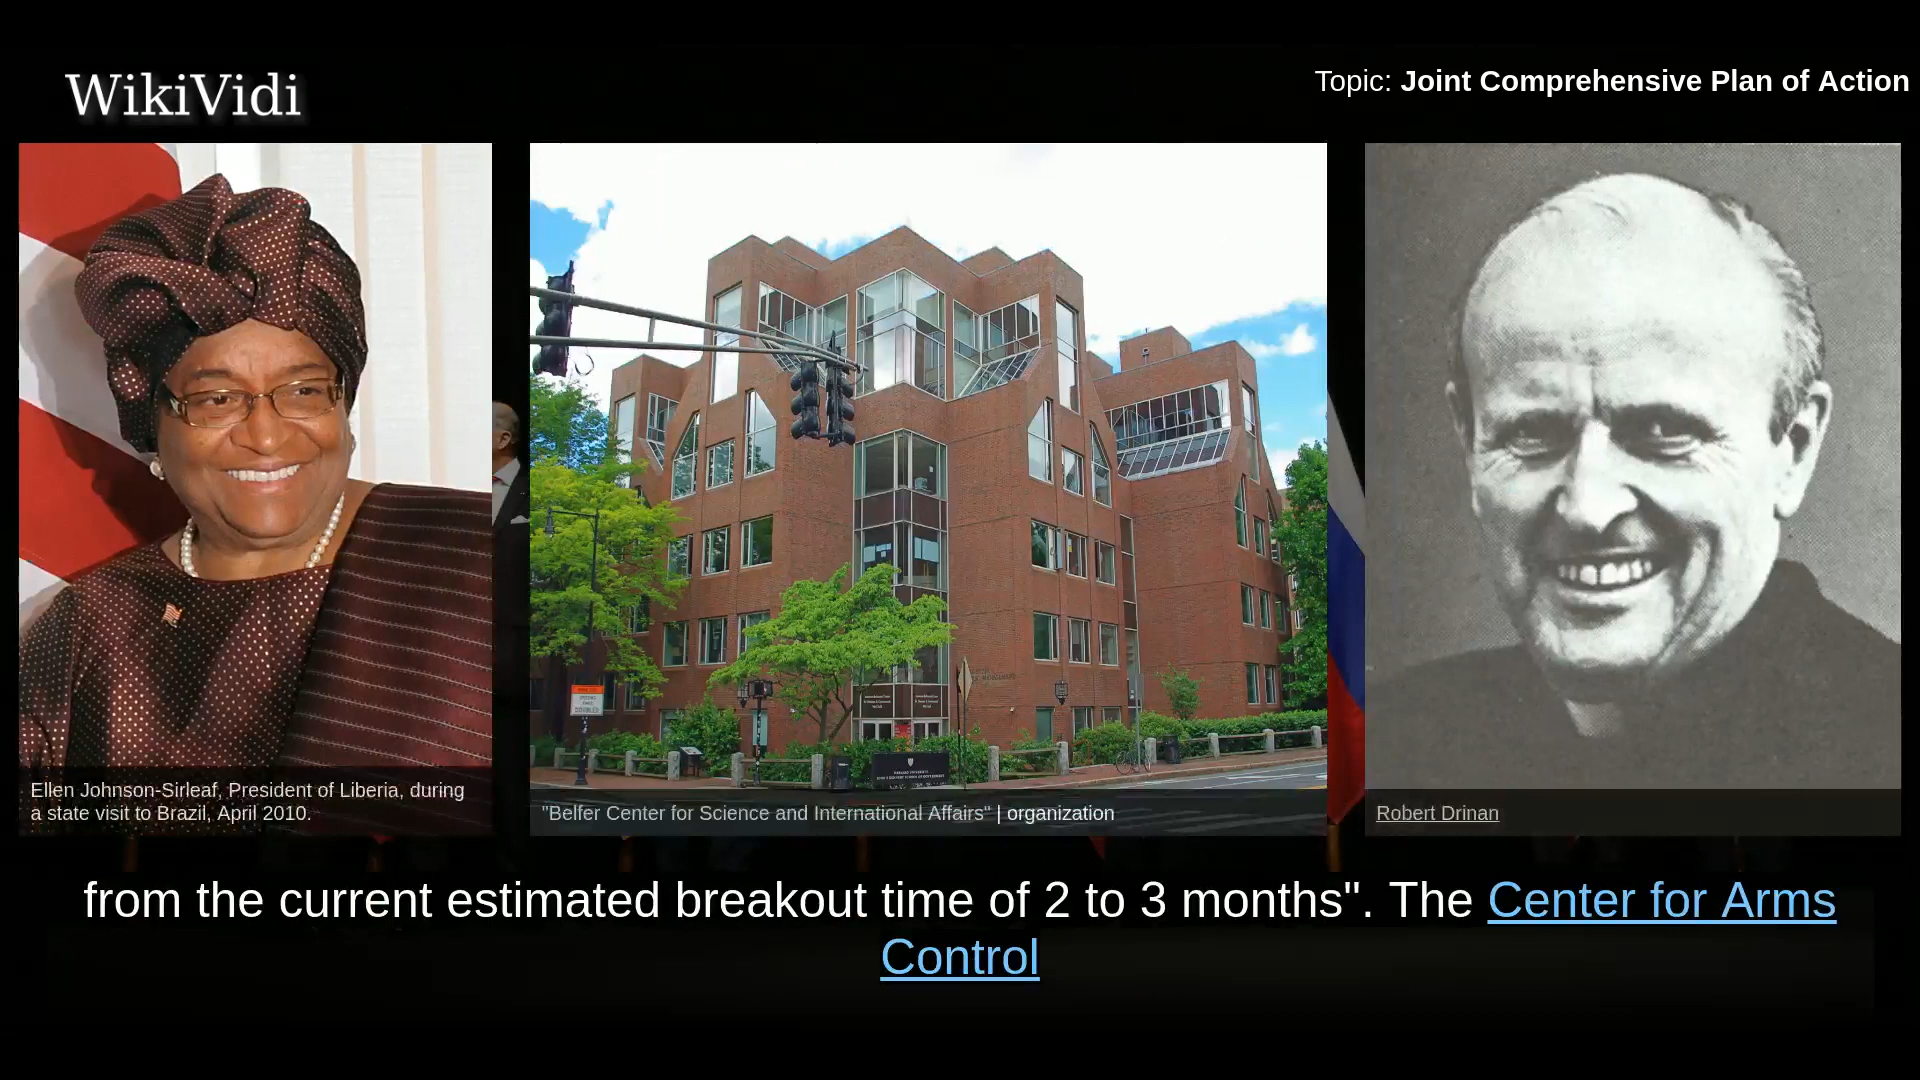 WikiVidi
Topic: Joint Comprehensive Plan of Action
Ellen Johnson-Sirleaf, President of Liberia, during
a state visit to Brazil, April 2010.
"Belfer Center for Science and International Affairs" | organization
Robert Drinan
from the current estimated breakout time of 2 to 3 months". The Center for Arms
Control